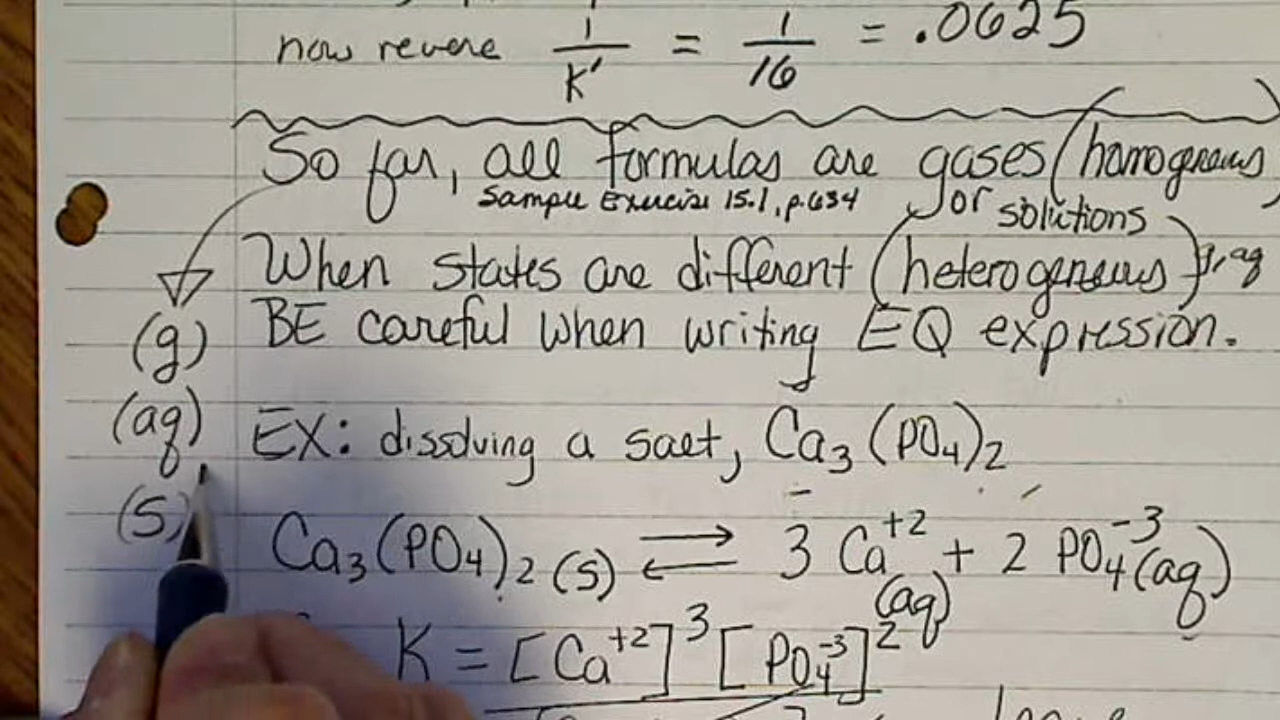 now revere 1/K' = 1/16 = .0625
So far, all formulas are gases (homogeneous)
Sample Exercise 15.1, p.634 or solutions
When states are different (heterogeneous) g, aq
(g) BE careful when writing EQ expression.
(aq) EX: dissolving a salt, Ca₃(PO₄)₂
(s) Ca₃(PO₄)₂ (s) ⇌ 3 Ca⁺² (aq) + 2 PO₄⁻³ (aq)
K = [Ca⁺²]³ [PO₄⁻³]²